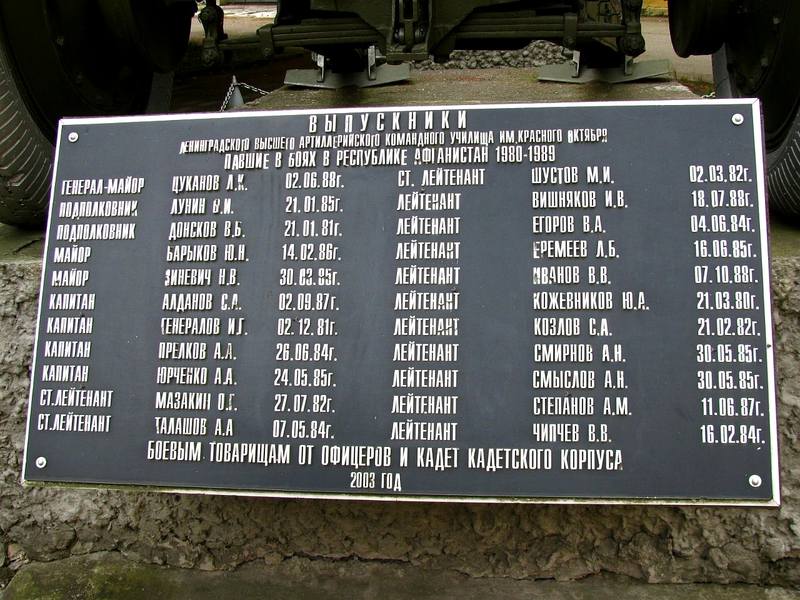 ВЫПУСКНИКИ
ЛЕНИНГРАДСКОГО ВЫСШЕГО АРТИЛЛЕРИЙСКОГО КОМАНДНОГО УЧИЛИЩА ИМ.КРАСНОГО ОКТЯБРЯ
ПАВШИЕ В БОЯХ В РЕСПУБЛИКЕ АФГАНИСТАН 1980-1989
ГЕНЕРАЛ-МАЙОР ЦУКАНОВ Л.К. 02.06.88г. СТ. ЛЕЙТЕНАНТ ШУСТОВ М.И. 02.03.82г.
ПОДПОЛКОВНИК ЛУНИН В.И. 21.01.85г. ЛЕЙТЕНАНТ ВИШНЯКОВ И.В. 18.07.88г.
ПОДПОЛКОВНИК ДОНСКОВ В.Б. 21.01.81г. ЛЕЙТЕНАНТ ЕГОРОВ В.А. 04.06.84г.
МАЙОР БАРЫКОВ Ю.Н. 14.02.86г. ЛЕЙТЕНАНТ ЕРЕМЕЕВ Л.Б. 16.06.85г.
МАЙОР ЗИНЕВИЧ Н.В. 30.03.85г. ЛЕЙТЕНАНТ ИВАНОВ В.В. 07.10.88г.
КАПИТАН АЛДАНОВ С.А. 02.09.87г. ЛЕЙТЕНАНТ КОЖЕВНИКОВ Ю.А. 21.03.80г.
КАПИТАН ГЕНЕРАЛОВ И.Г. 02.12.81г. ЛЕЙТЕНАНТ КОЗЛОВ С.А. 21.02.82г.
КАПИТАН ПРЕЛКОВ А.А. 26.06.84г. ЛЕЙТЕНАНТ СМИРНОВ А.Н. 30.05.85г.
КАПИТАН ЮРЧЕНКО А.А. 24.05.85г. ЛЕЙТЕНАНТ СМЫСЛОВ А.Н. 30.05.85г.
СТ.ЛЕЙТЕНАНТ МАЗАКИН О.Г. 27.07.82г. ЛЕЙТЕНАНТ СТЕПАНОВ А.М. 11.06.87г.
СТ.ЛЕЙТЕНАНТ ТАЛАШОВ А.А 07.05.84г. ЛЕЙТЕНАНТ ЧИПЧЕВ В.В. 16.02.84г.
БОЕВЫМ ТОВАРИЩАМ ОТ ОФИЦЕРОВ И КАДЕТ КАДЕТСКОГО КОРПУСА
2003 ГОД